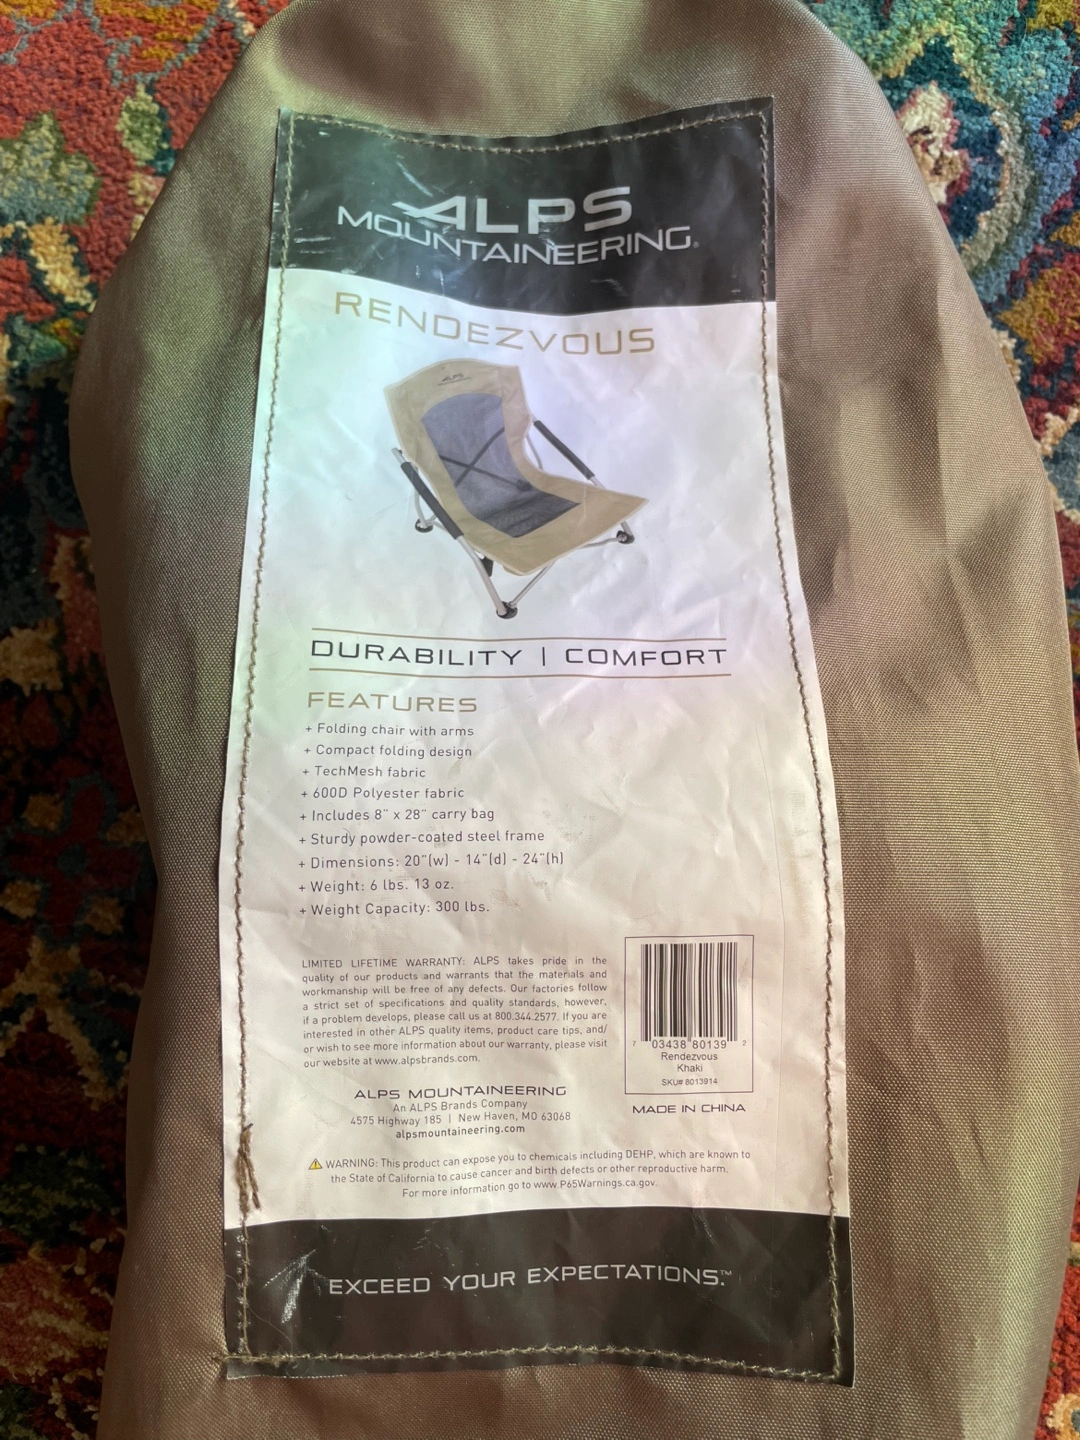 ALPS
MOUNTAINEERING®
RENDEZVOUS
ALPS
DURABILITY | COMFORT
FEATURES
+ Folding chair with arms
+ Compact folding design
+ TechMesh fabric
+ 600D Polyester fabric
+ Includes 8" x 28" carry bag
+ Sturdy powder-coated steel frame
+ Dimensions: 20"(w) - 14"(d) - 24"(h)
+ Weight: 6 lbs. 13 oz.
+ Weight Capacity: 300 lbs.
LIMITED LIFETIME WARRANTY: ALPS takes pride in the
quality of our products and warrants that the materials and
workmanship will be free of any defects. Our factories follow
a strict set of specifications and quality standards, however,
if a problem develops, please call us at 800.344.2577. If you are
interested in other ALPS quality items, product care tips, and/
or wish to see more information about our warranty, please visit
our website at www.alpsbrands.com.
7 03438 80139 2
Rendezvous
Khaki
SKU# 8013914
MADE IN CHINA
ALPS MOUNTAINEERING
An ALPS Brands Company
4575 Highway 185 | New Haven, MO 63068
alpsmountaineering.com
⚠ WARNING: This product can expose you to chemicals including DEHP, which are known to
the State of California to cause cancer and birth defects or other reproductive harm.
For more information go to www.P65Warnings.ca.gov.
EXCEED YOUR EXPECTATIONS.™